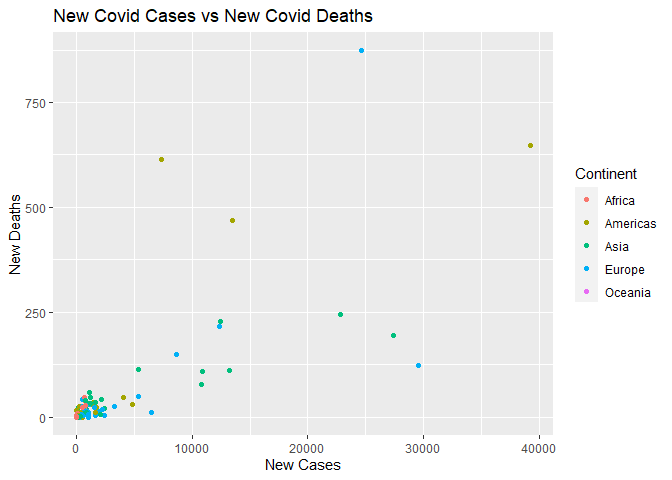 New Covid Cases vs New Covid Deaths
750
500
250
0
New Deaths
0
10000
20000
30000
40000
New Cases
Continent
Africa
Americas
Asia
Europe
Oceania